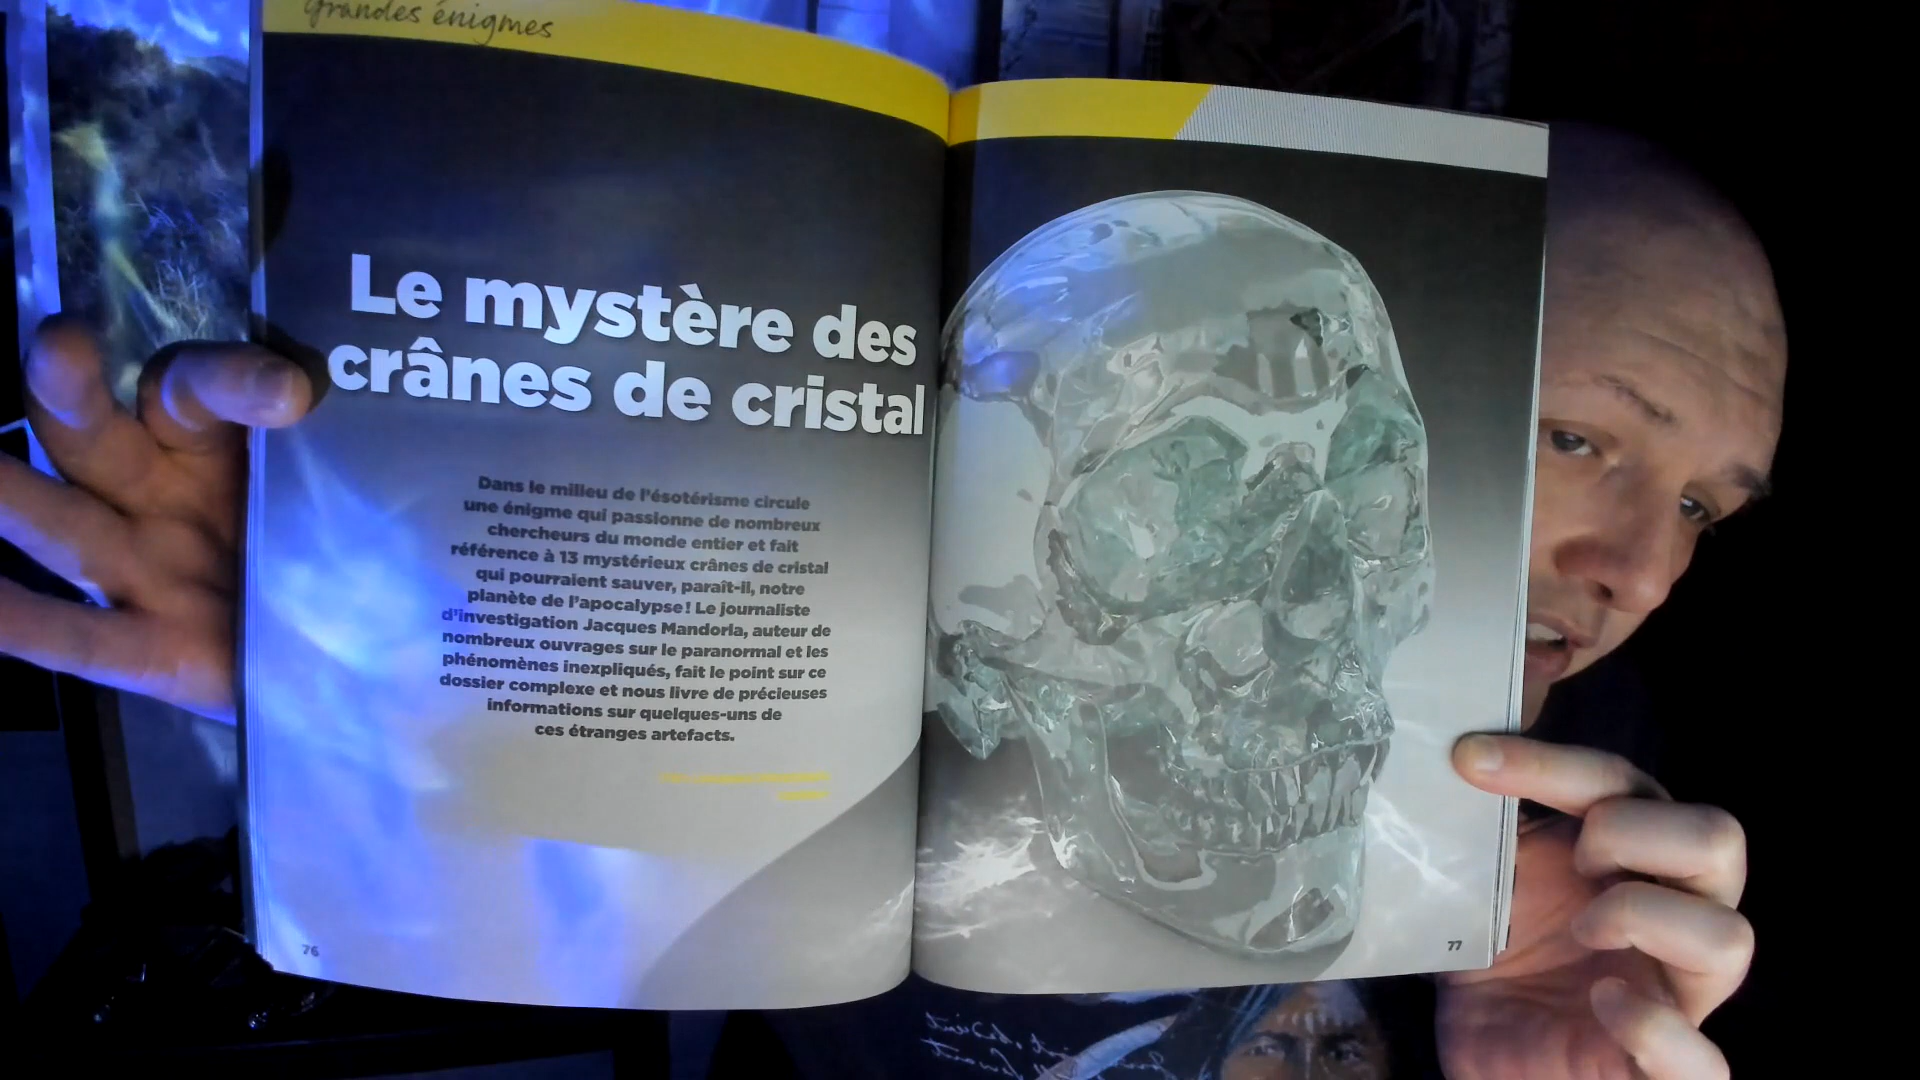 Grandes énigmes
Le mystère des
crânes de cristal
Dans le milieu de l'ésotérisme circule
une énigme qui passionne de nombreux
chercheurs du monde entier et fait
référence à 13 mystérieux crânes de cristal
qui pourraient sauver, paraît-il, notre
planète de l'apocalypse ! Le journaliste
d'investigation Jacques Mandorla, auteur de
nombreux ouvrages sur le paranormal et les
phénomènes inexpliqués, fait le point sur ce
dossier complexe et nous livre de précieuses
informations sur quelques-uns de
ces étranges artefacts.
76
77